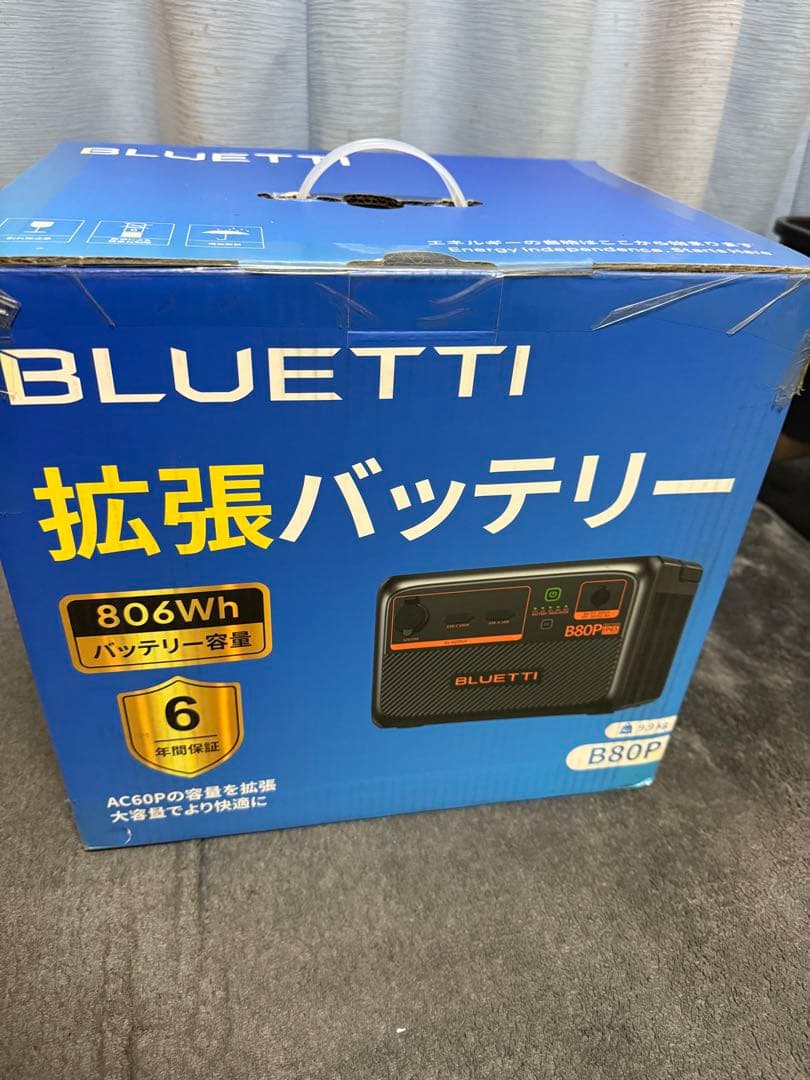 BLUETTI
エネルギーの自給はここから始まります
Energy Independence, Starts Here
BLUETTI
拡張バッテリー
806Wh
バッテリー容量
6
年間保証
AC60Pの容量を拡張
大容量でより快適に
B80P
BLUETTI
9.9kg
B80P